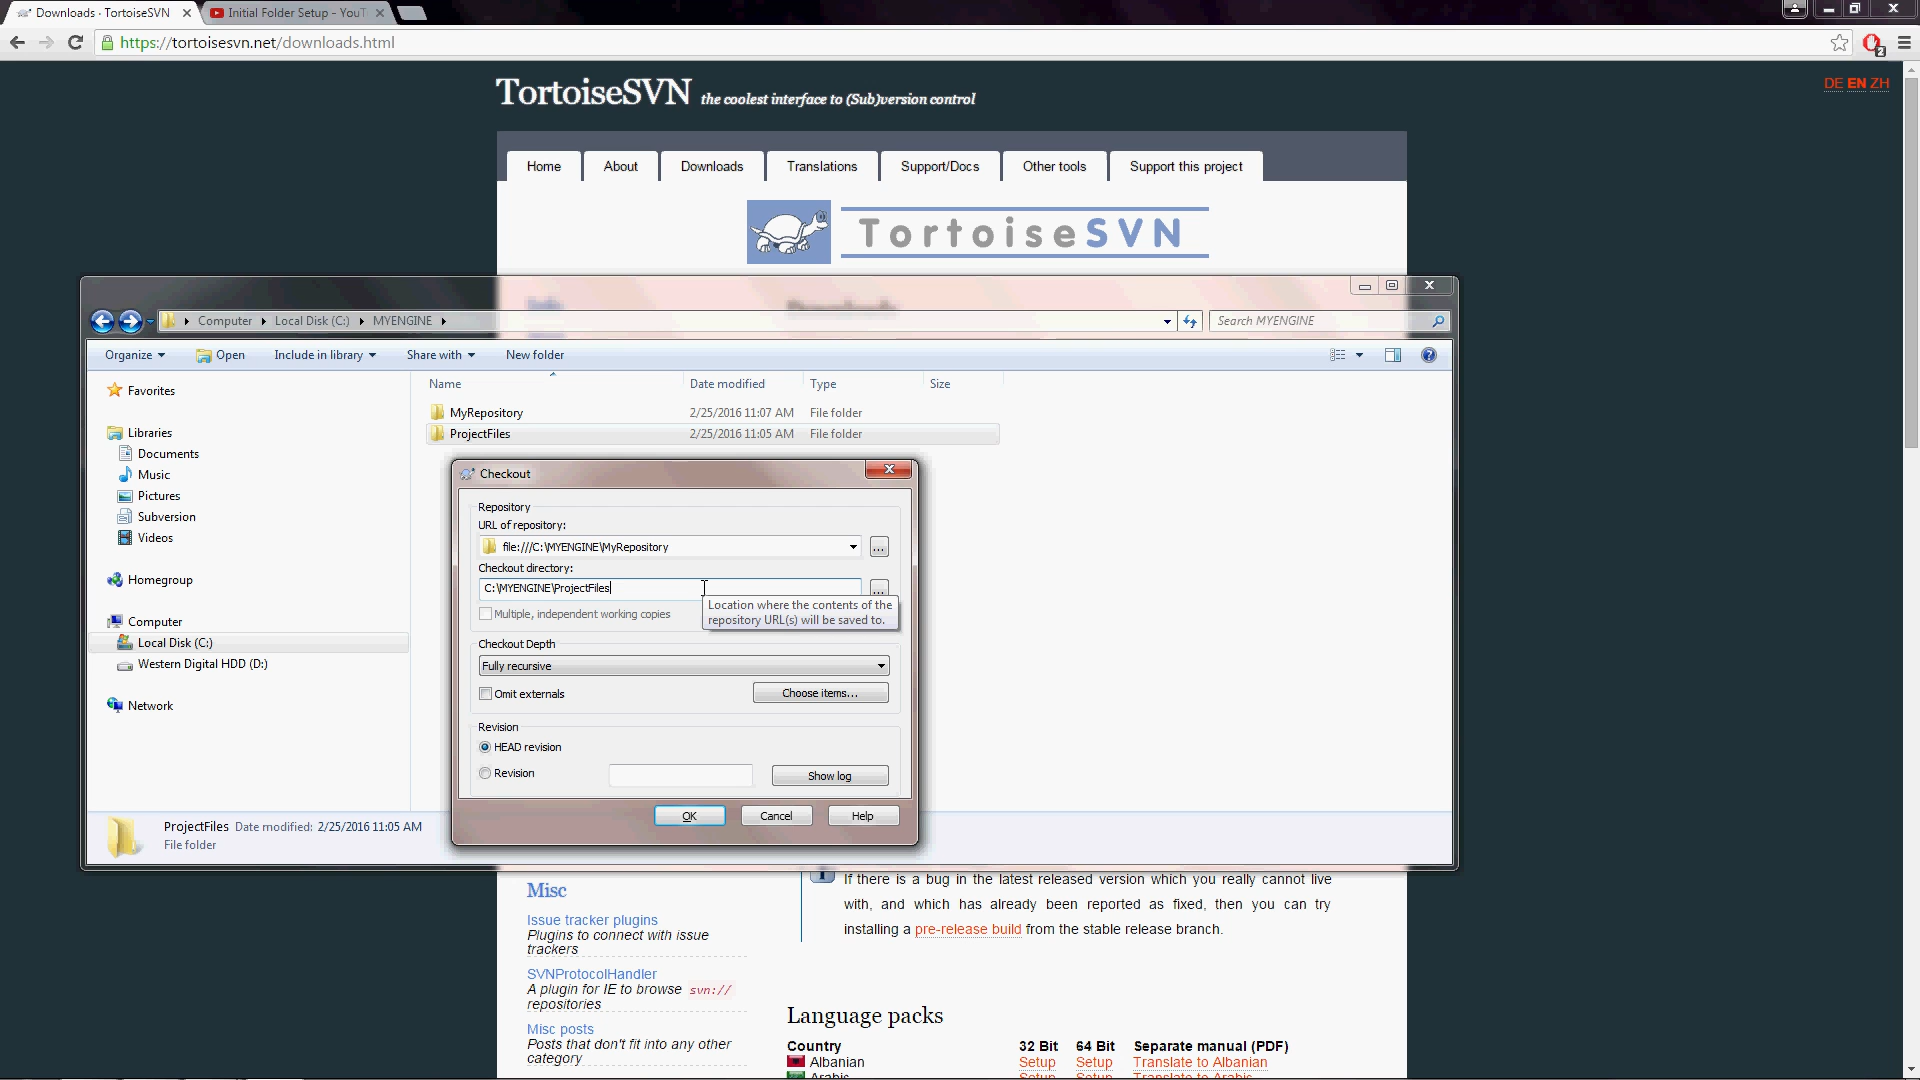 Downloads · TortoiseSVN
Initial Folder Setup - YouT
https://tortoisesvn.net/downloads.html
2
TortoiseSVN the coolest interface to (Sub)version control
DE EN ZH
Home About Downloads Translations Support/Docs Other tools Support this project
TortoiseSVN
Computer Local Disk (C:) MYENGINE
Search MYENGINE
Organize Open Include in library Share with New folder
Name Date modified Type Size
MyRepository 2/25/2016 11:07 AM File folder
ProjectFiles 2/25/2016 11:05 AM File folder
Favorites
Libraries
Documents
Music
Pictures
Subversion
Videos
Homegroup
Computer
Local Disk (C:)
Western Digital HDD (D:)
Network
Checkout
Repository
URL of repository:
file:///C:\MYENGINE\MyRepository
...
Checkout directory:
C:\MYENGINE\ProjectFiles
...
Multiple, independent working copies
Location where the contents of the
repository URL(s) will be saved to.
Checkout Depth
Fully recursive
Omit externals
Choose items...
Revision
HEAD revision
Revision
Show log
OK Cancel Help
ProjectFiles Date modified: 2/25/2016 11:05 AM
File folder
Misc
Issue tracker plugins
Plugins to connect with issue
trackers
SVNProtocolHandler
A plugin for IE to browse svn://
repositories
Misc posts
Posts that don't fit into any other
category
If there is a bug in the latest released version which you really cannot live
with, and which has already been reported as fixed, then you can try
installing a pre-release build from the stable release branch.
Language packs
Country 32 Bit 64 Bit Separate manual (PDF)
Albanian Setup Setup Translate to Albanian
Arabic Setup Setup Translate to Arabic